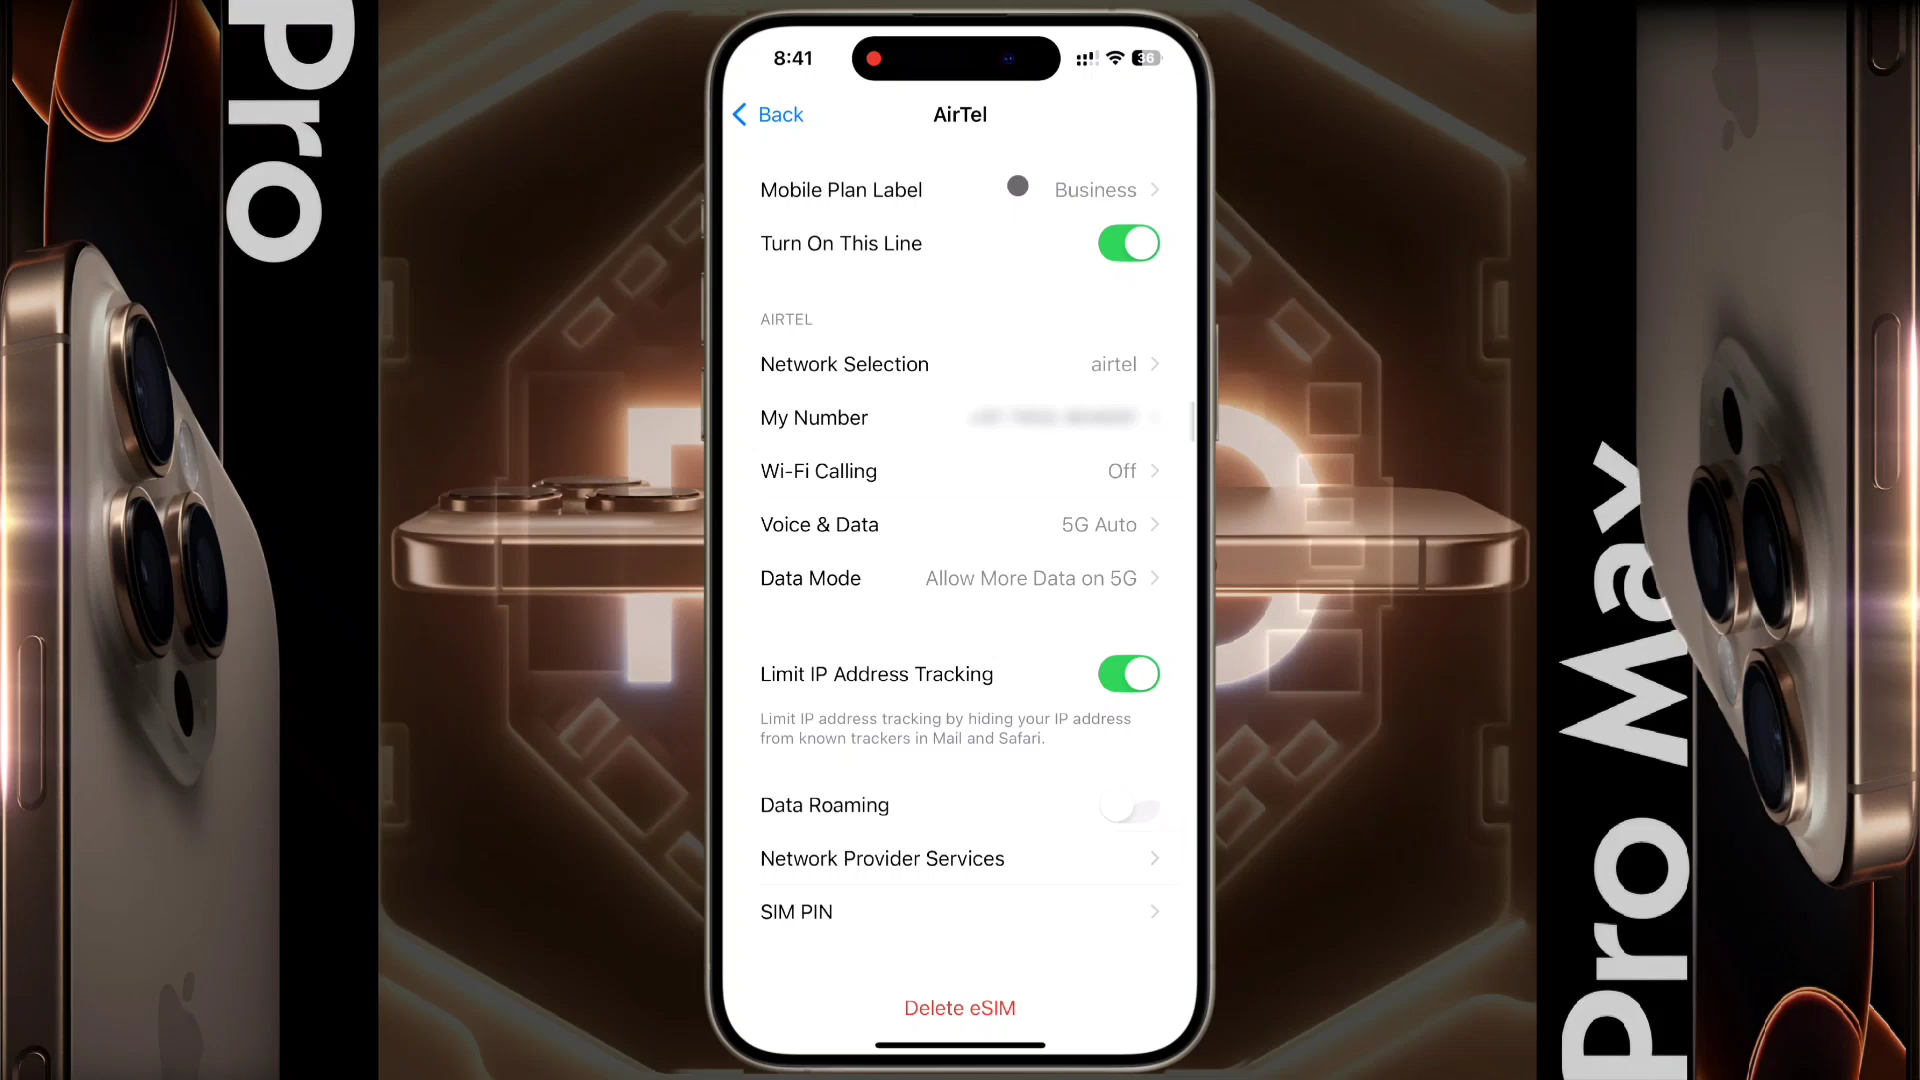 Pro
8:41
36
Back
AirTel
Mobile Plan Label
Business
Turn On This Line
AIRTEL
Network Selection
airtel
My Number
Wi-Fi Calling
Off
Voice & Data
5G Auto
Data Mode
Allow More Data on 5G
Limit IP Address Tracking
Limit IP address tracking by hiding your IP address
from known trackers in Mail and Safari.
Data Roaming
Network Provider Services
SIM PIN
Delete eSIM
Pro Max